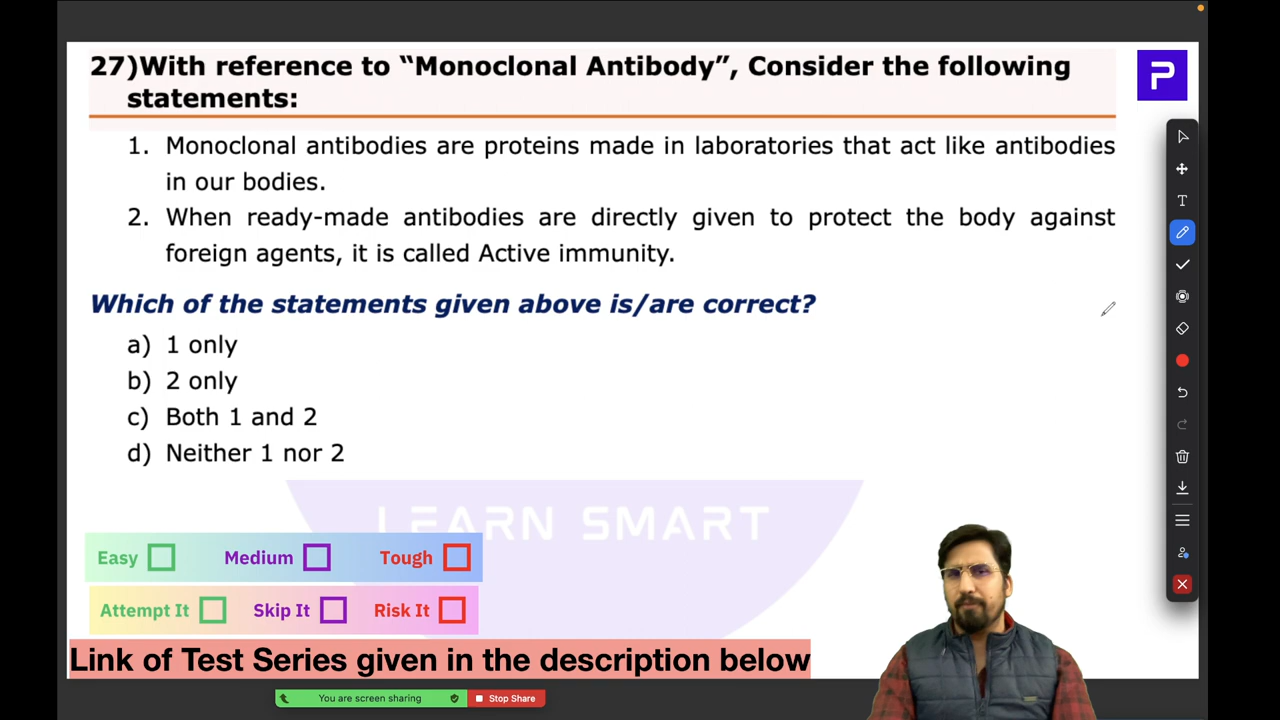 27)With reference to “Monoclonal Antibody”, Consider the following
statements:
1. Monoclonal antibodies are proteins made in laboratories that act like antibodies
in our bodies.
2. When ready-made antibodies are directly given to protect the body against
foreign agents, it is called Active immunity.
Which of the statements given above is/are correct?
a) 1 only
b) 2 only
c) Both 1 and 2
d) Neither 1 nor 2
LEARN SMART
Easy Medium Tough
Attempt It Skip It Risk It
Link of Test Series given in the description below
You are screen sharing Stop Share
P
T